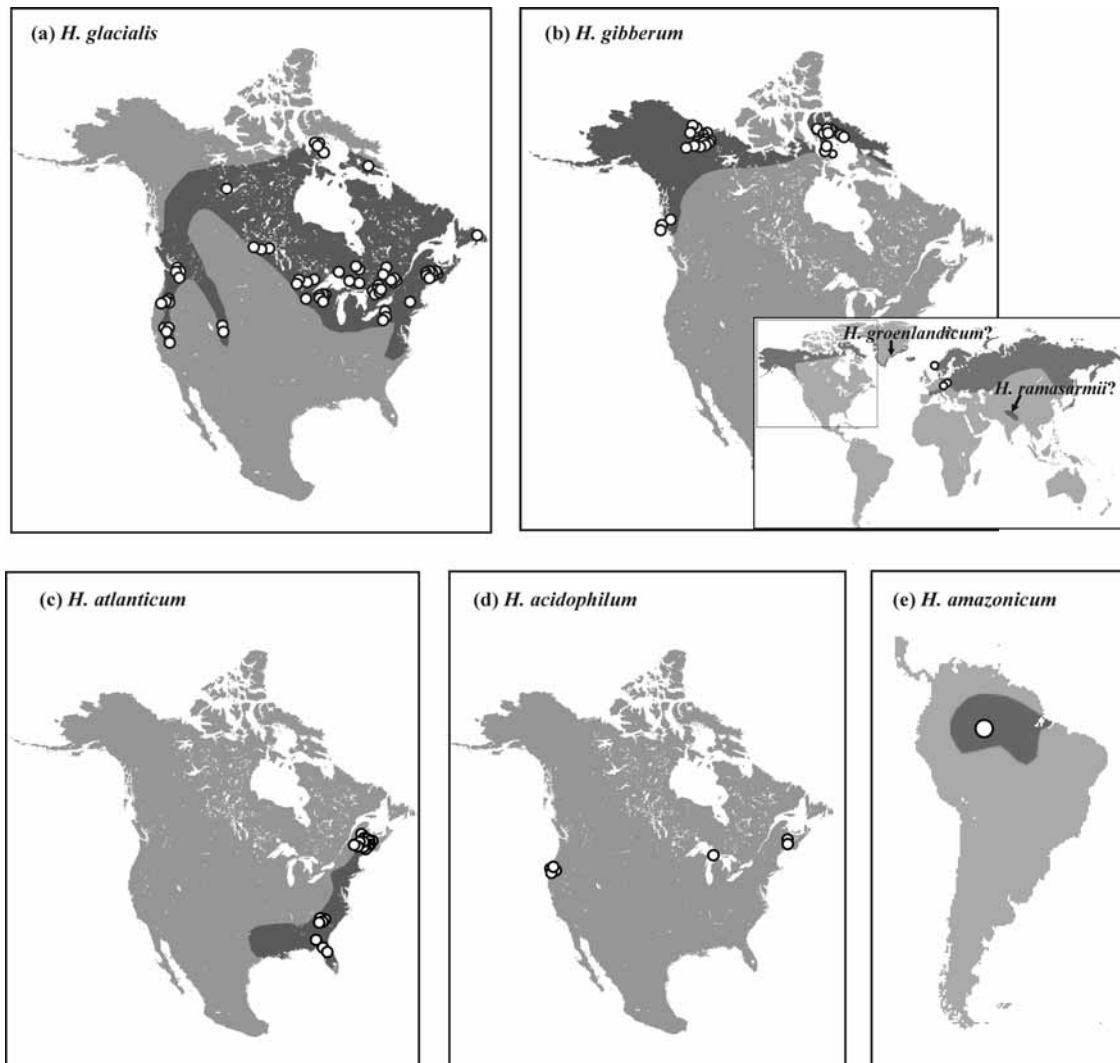 (a) H. glacialis
(b) H. gibberum
H. groenlandicum?
H. ramasarmii?
(c) H. atlanticum
(d) H. acidophilum
(e) H. amazonicum